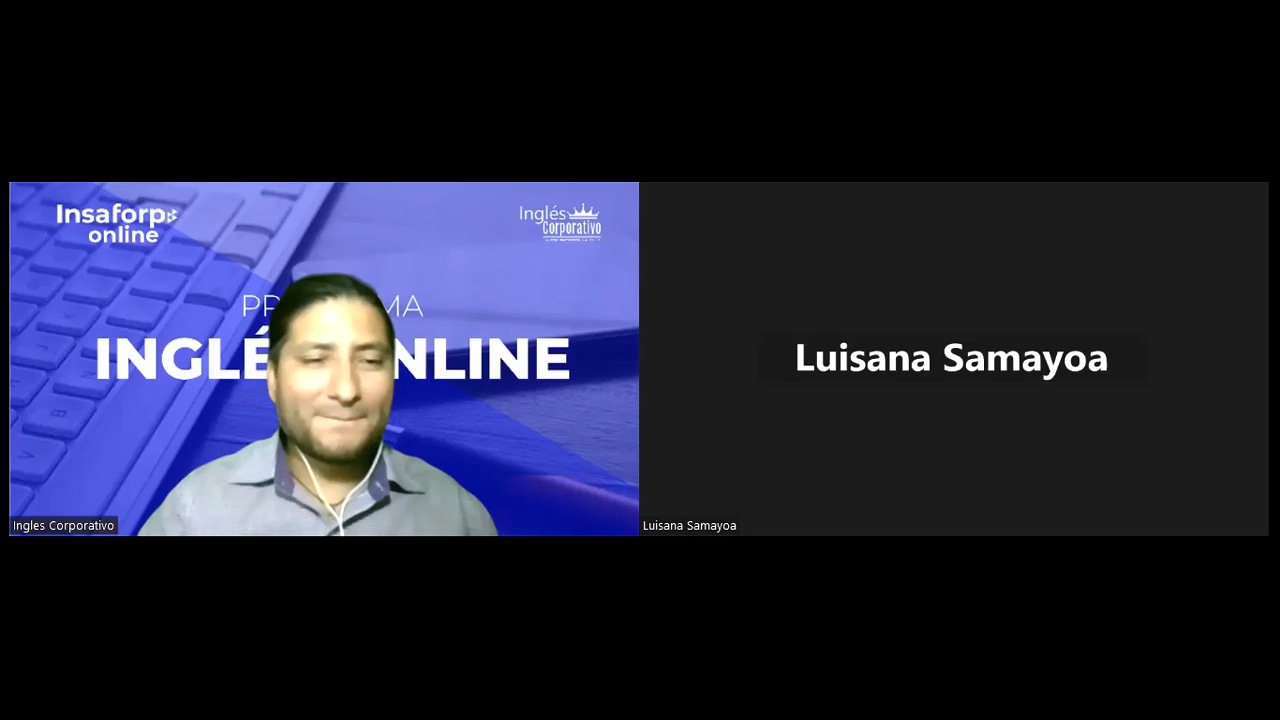 Insaforp
online
Inglés
Corporativo
INGLÉ
NLINE
Ingles Corporativo
Luisana Samayoa
Luisana Samayoa